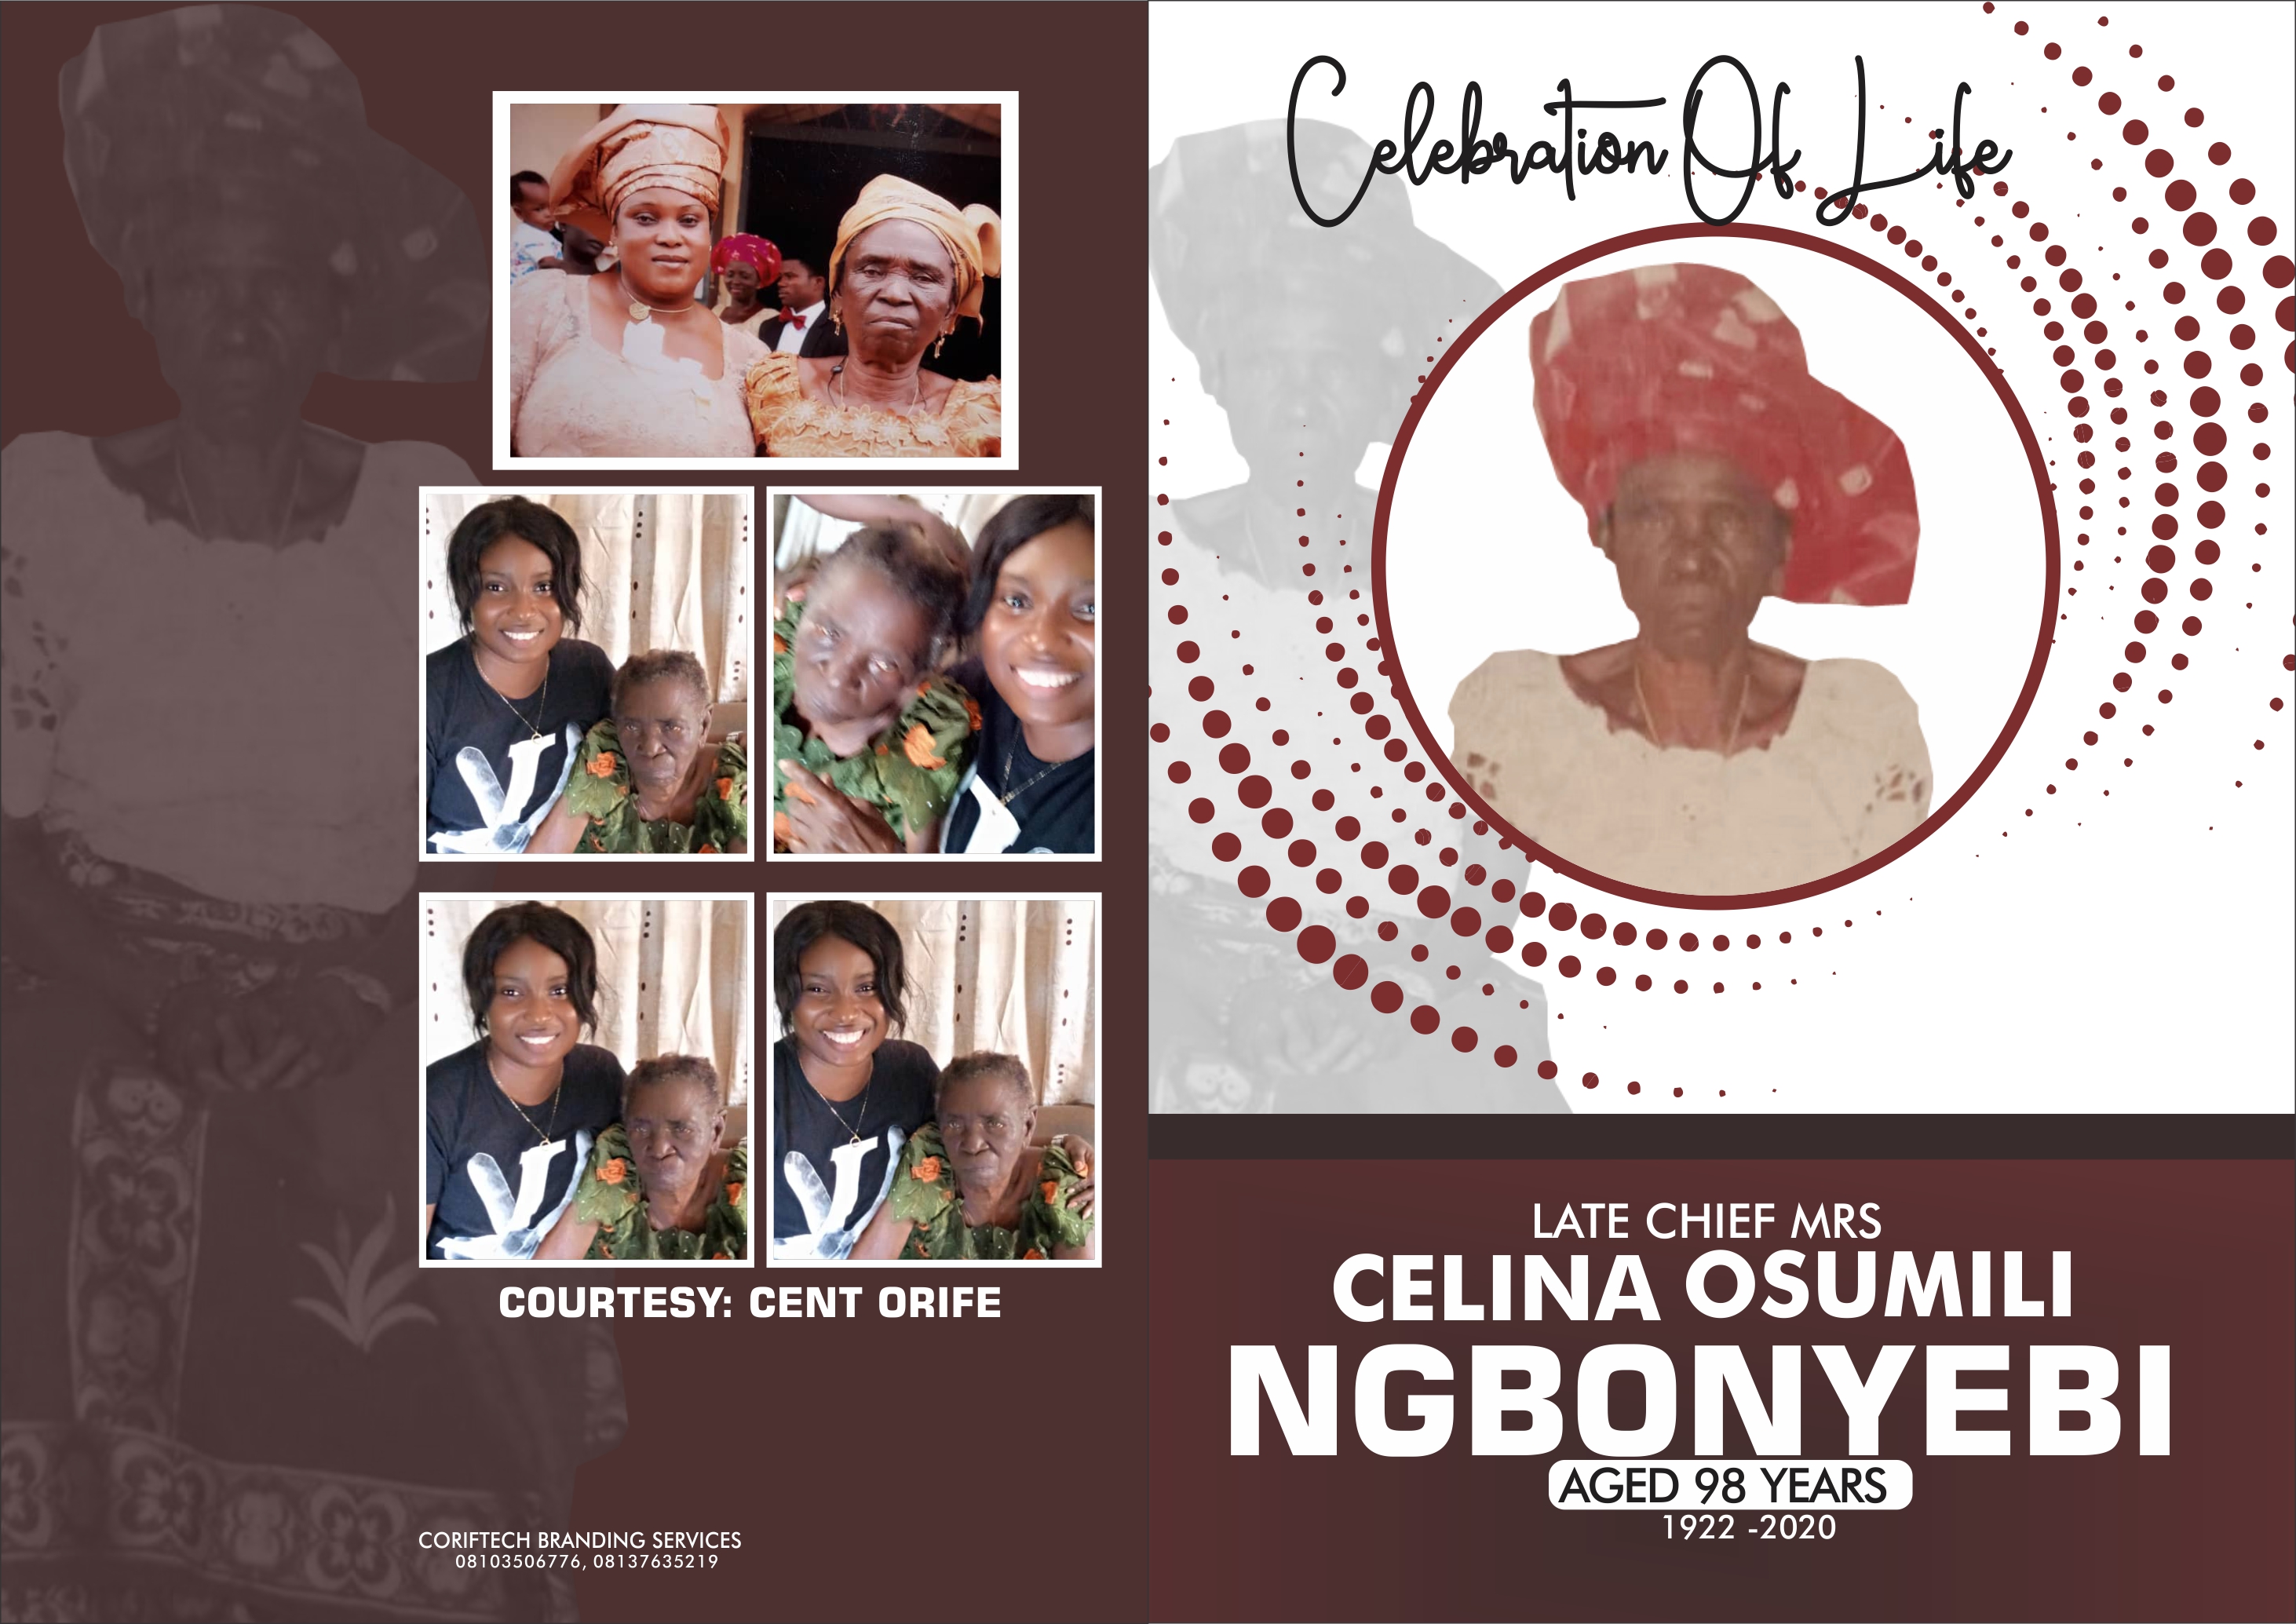 COURTESY: CENT ORIFE
CORIFTECH BRANDING SERVICES
08103506776, 08137635219
Celebration Of Life
LATE CHIEF MRS
CELINA OSUMILI
NGBONYEBI
AGED 98 YEARS
1922 -2020